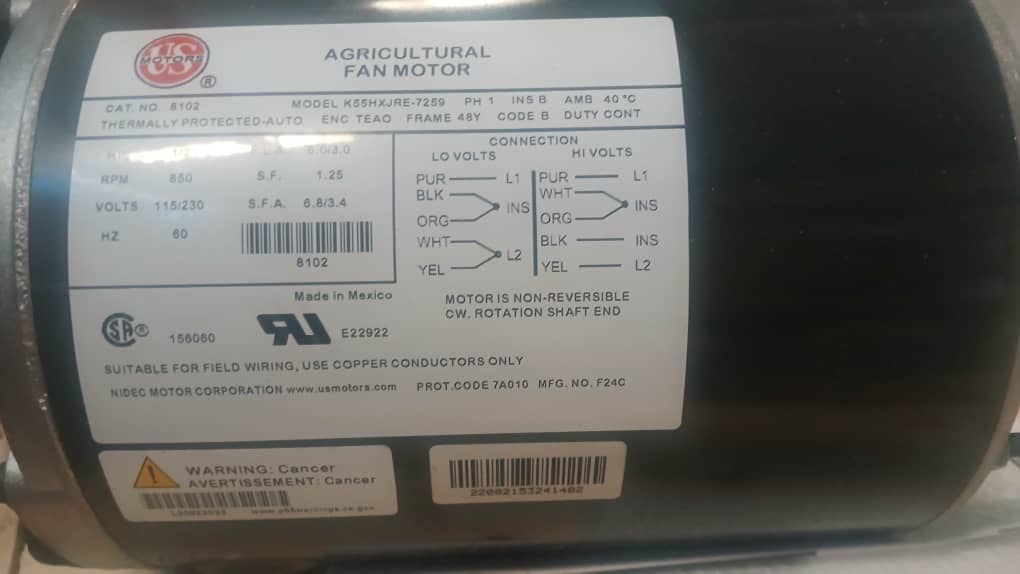 US
MOTORS
®
AGRICULTURAL
FAN MOTOR
CAT. NO. 8102 MODEL K55HXJRE-7259 PH 1 INS B AMB 40 °C
THERMALLY PROTECTED-AUTO ENC TEAO FRAME 48Y CODE B DUTY CONT
1/2 6.0/3.0
RPM 850 S.F. 1.25
VOLTS 115/230 S.F.A. 6.8/3.4
HZ 60
8102
CONNECTION
LO VOLTS HI VOLTS
PUR L1 PUR L1
BLK WHT
INS INS
ORG ORG
WHT BLK INS
L2
YEL YEL L2
Made in Mexico
MOTOR IS NON-REVERSIBLE
CW. ROTATION SHAFT END
SA ® 156060 RU E22922
SUITABLE FOR FIELD WIRING, USE COPPER CONDUCTORS ONLY
NIDEC MOTOR CORPORATION www.usmotors.com PROT.CODE 7A010 MFG. NO. F24C
WARNING: Cancer
AVERTISSEMENT: Cancer
22002153241402